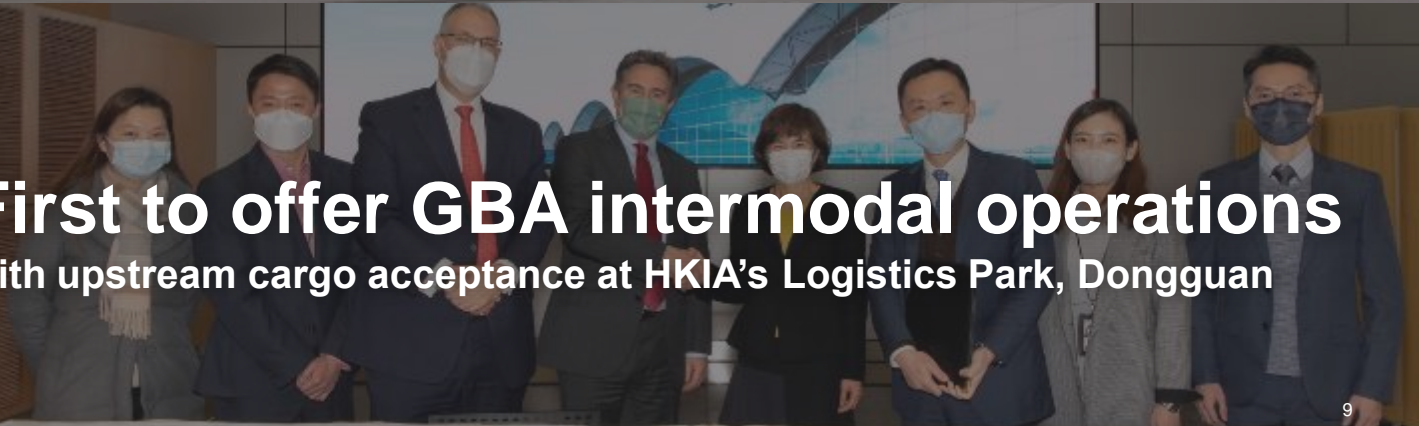 First to offer GBA intermodal operations
ith upstream cargo acceptance at HKIA's Logistics Park, Dongguan
9